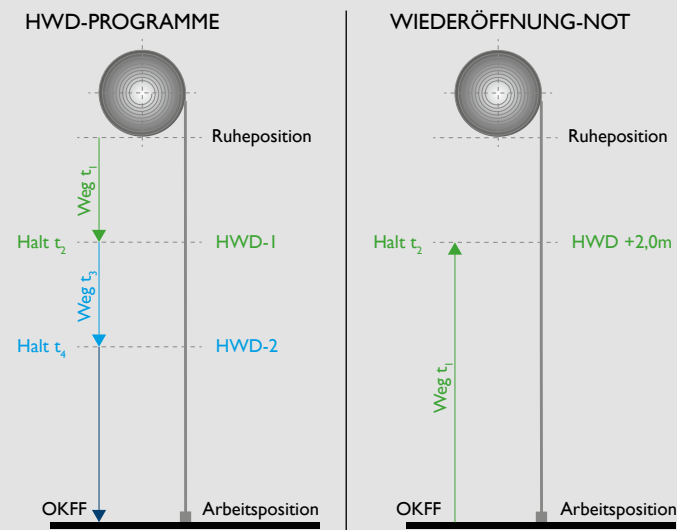 HWD-PROGRAMME
Ruheposition
Weg t₁
Halt t₂
HWD-1
Weg t₃
Halt t₄
HWD-2
OKFF
Arbeitsposition
WIEDERÖFFNUNG-NOT
Ruheposition
Halt t₂
HWD +2,0m
Weg t₁
OKFF
Arbeitsposition